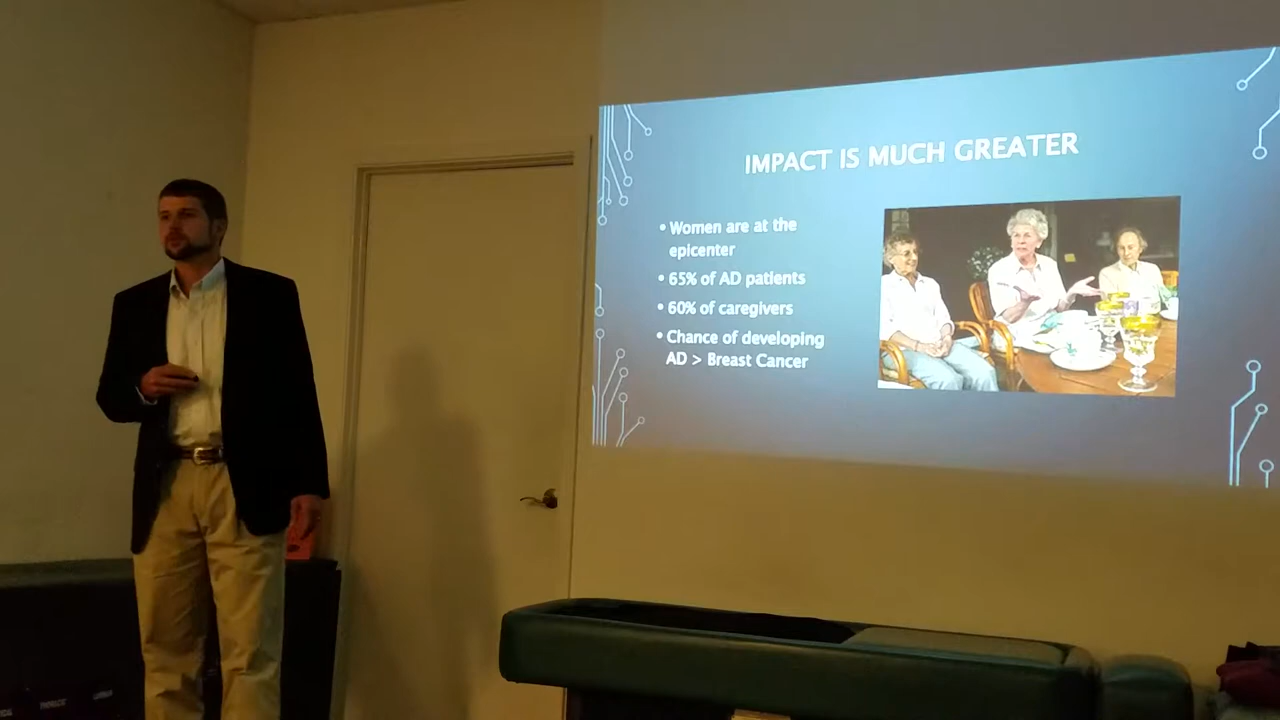 IMPACT IS MUCH GREATER
• Women are at the
epicenter
• 65% of AD patients
• 60% of caregivers
• Chance of developing
AD > Breast Cancer